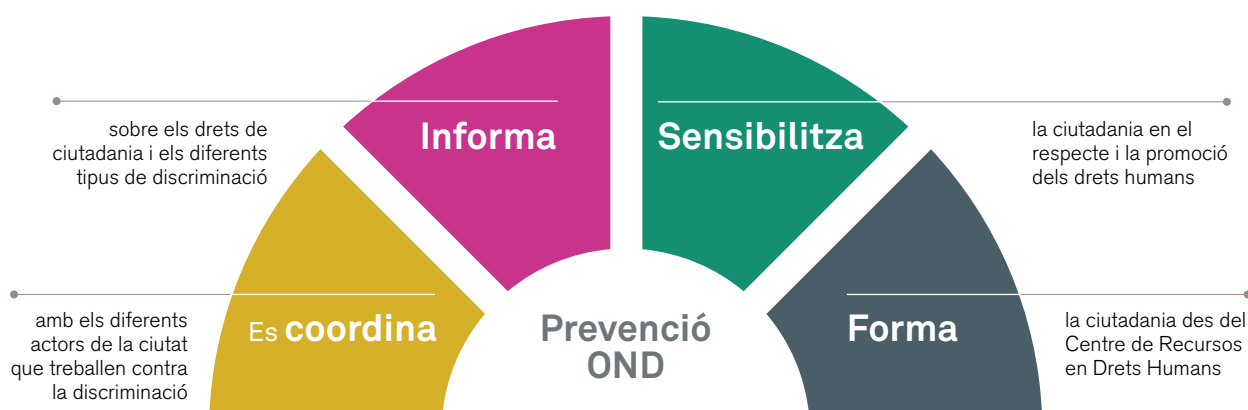 Informa
sobre els drets de
ciutadania i els diferents
tipus de discriminació
Sensibilitza
la ciutadania en el
respecte i la promoció
dels drets humans
Es coordina
amb els diferents
actors de la ciutat
que treballen contra
la discriminació
Prevenció
OND
Forma
la ciutadania des del
Centre de Recursos
en Drets Humans